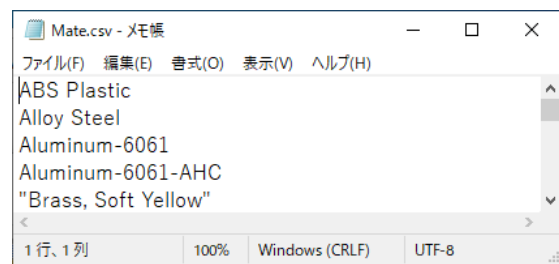 Mate.csv - メモ帳
ファイル(F) 編集(E) 書式(O) 表示(V) ヘルプ(H)
ABS Plastic
Alloy Steel
Aluminum-6061
Aluminum-6061-AHC
"Brass, Soft Yellow"
1 行、1 列 100% Windows (CRLF) UTF-8